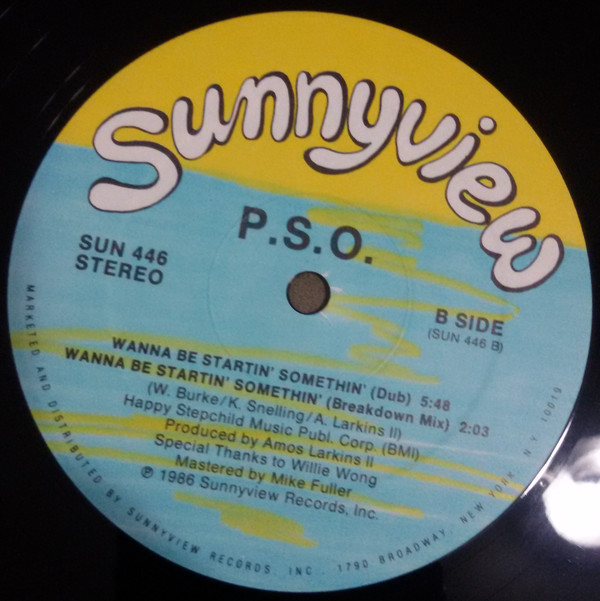 Sunnyview
P.S.O.
SUN 446
STEREO
B SIDE
(SUN 446 B)
WANNA BE STARTIN' SOMETHIN' (Dub) 5:48
WANNA BE STARTIN' SOMETHIN' (Breakdown Mix) 2:03
(W. Burke/K. Snelling/A. Larkins II)
Happy Stepchild Music Publ. Corp. (BMI)
Produced by Amos Larkins II
Special Thanks to Willie Wong
Mastered by Mike Fuller
℗ 1986 Sunnyview Records, Inc.
MARKETED AND DISTRIBUTED BY SUNNYVIEW RECORDS, INC., 1790 BROADWAY, NEW YORK, N.Y. 10019